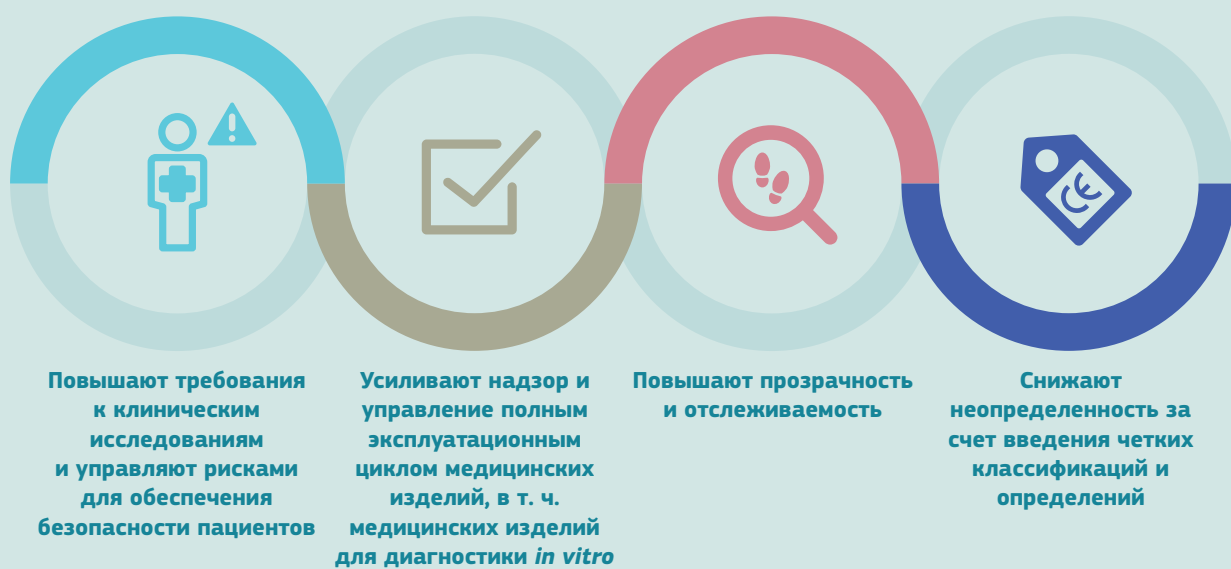 CE
Повышают требования
к клиническим
исследованиям
и управляют рисками
для обеспечения
безопасности пациентов
Усиливают надзор и
управление полным
эксплуатационным
циклом медицинских
изделий, в т. ч.
медицинских изделий
для диагностики in vitro
Повышают прозрачность
и отслеживаемость
Снижают
неопределенность за
счет введения четких
классификаций и
определений